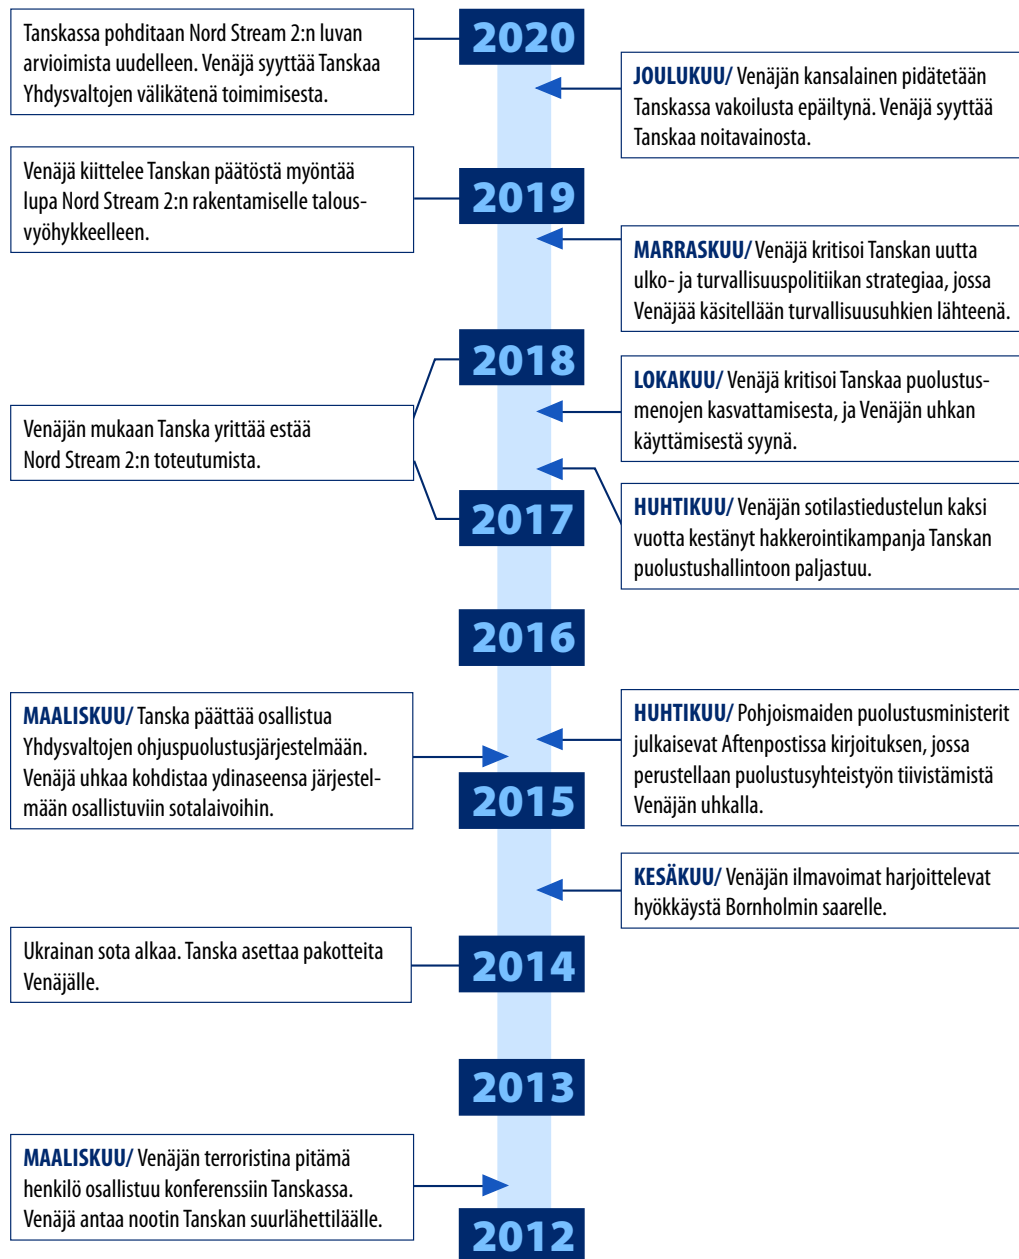 Tanskassa pohditaan Nord Stream 2:n luvan
arvioimista uudelleen. Venäjä syyttää Tanskaa
Yhdysvaltojen välikätenä toimimisesta.
2020
JOULUKUU/ Venäjän kansalainen pidätetään
Tanskassa vakoilusta epäiltynä. Venäjä syyttää
Tanskaa noitavainosta.
Venäjä kiittelee Tanskan päätöstä myöntää
lupa Nord Stream 2:n rakentamiselle talous-
vyöhykkeelleen.
2019
MARRASKUU/ Venäjä kritisoi Tanskan uutta
ulko- ja turvallisuuspolitiikan strategiaa, jossa
Venäjää käsitellään turvallisuusuhkien lähteenä.
2018
LOKAKUU/ Venäjä kritisoi Tanskaa puolustus-
menojen kasvattamisesta, ja Venäjän uhkan
käyttämisestä syynä.
Venäjän mukaan Tanska yrittää estää
Nord Stream 2:n toteutumista.
2017
HUHTIKUU/ Venäjän sotilastiedustelun kaksi
vuotta kestänyt hakkerointikampanja Tanskan
puolustushallintoon paljastuu.
2016
MAALISKUU/ Tanska päättää osallistua
Yhdysvaltojen ohjuspuolustusjärjestelmään.
Venäjä uhkaa kohdistaa ydinaseensa järjestel-
mään osallistuviin sotalaivoihin.
HUHTIKUU/ Pohjoismaiden puolustusministerit
julkaisevat Aftenpostissa kirjoituksen, jossa
perustellaan puolustusyhteistyön tiivistämistä
Venäjän uhkalla.
2015
KESÄKUU/ Venäjän ilmavoimat harjoittelevat
hyökkäystä Bornholmin saarelle.
Ukrainan sota alkaa. Tanska asettaa pakotteita
Venäjälle.
2014
2013
MAALISKUU/ Venäjän terroristina pitämä
henkilö osallistuu konferenssiin Tanskassa.
Venäjä antaa nootin Tanskan suurlähettiläälle.
2012